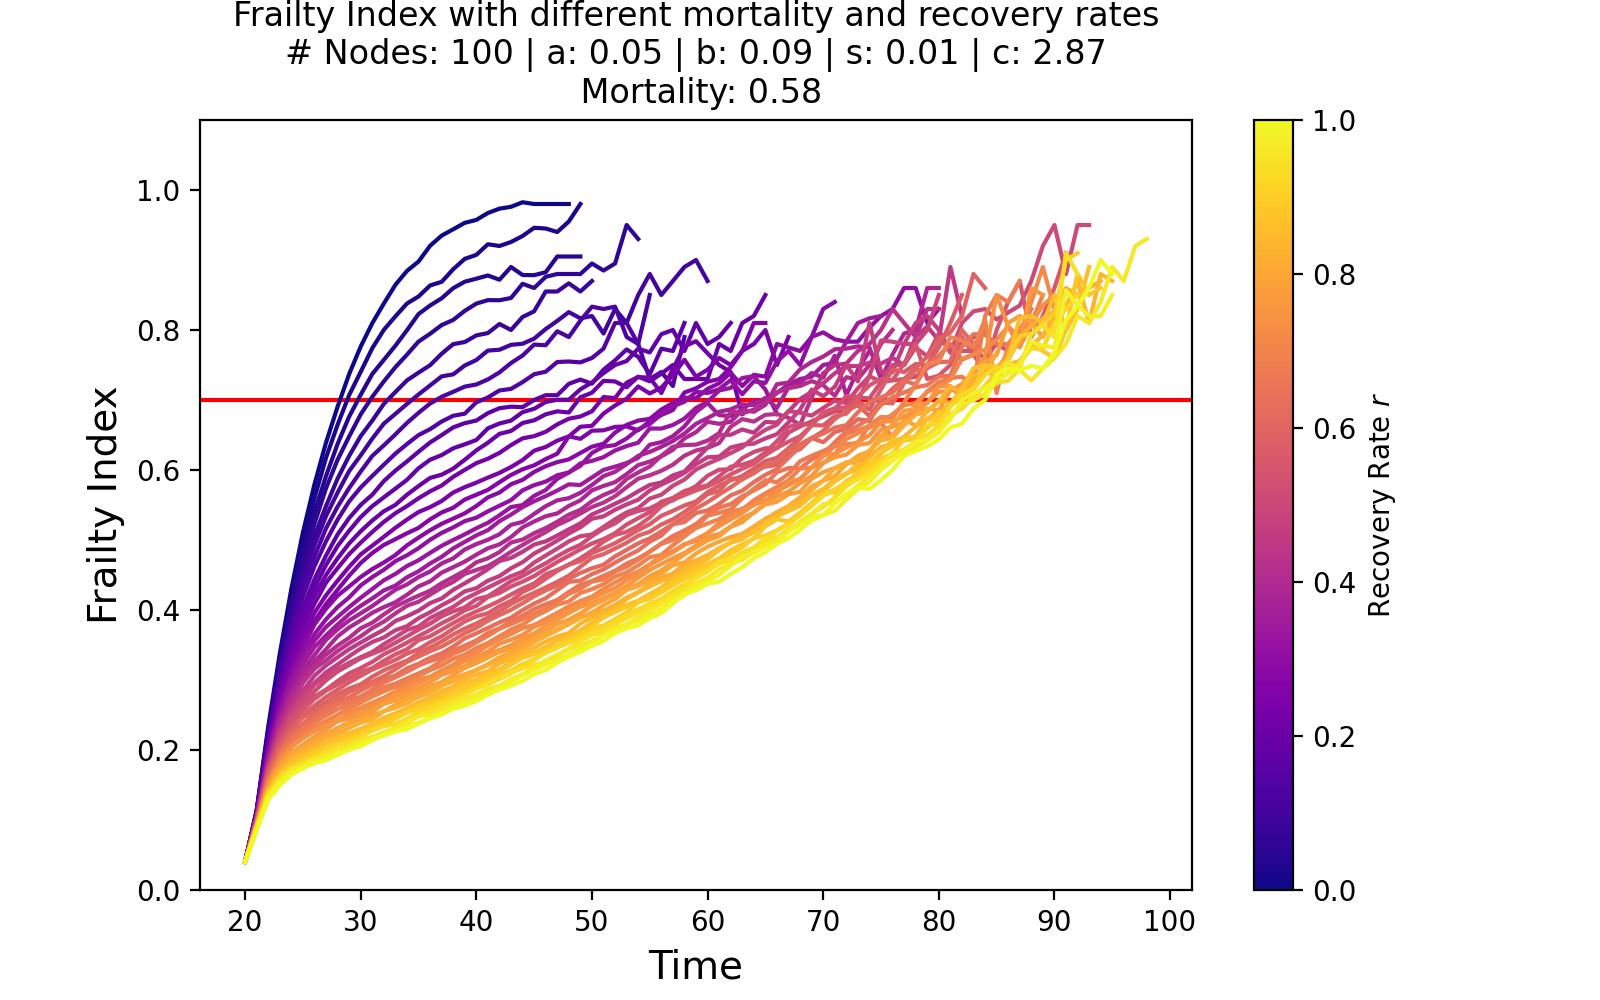 Frailty Index with different mortality and recovery rates
# Nodes: 100 | a: 0.05 | b: 0.09 | s: 0.01 | c: 2.87
Mortality: 0.58
Frailty Index
1.0
0.8
0.6
0.4
0.2
0.0
20 30 40 50 60 70 80 90 100
Time
1.0
0.8
0.6
0.4
0.2
0.0
Recovery Rate r